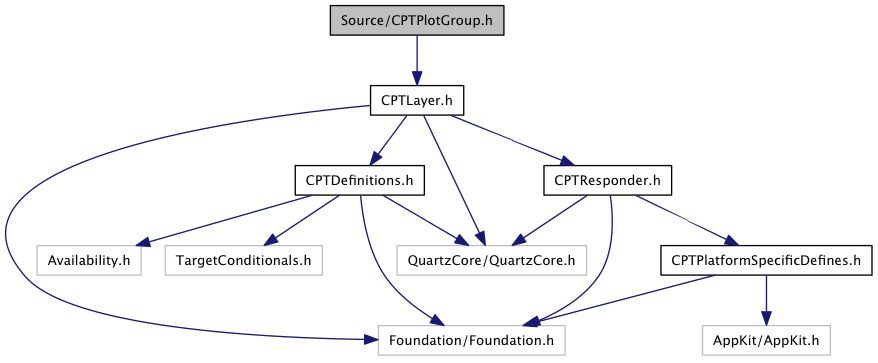 Source/CPTPlotGroup.h
CPTLayer.h
CPTDefinitions.h
CPTResponder.h
Availability.h
TargetConditionals.h
QuartzCore/QuartzCore.h
CPTPlatformSpecificDefines.h
Foundation/Foundation.h
AppKit/AppKit.h